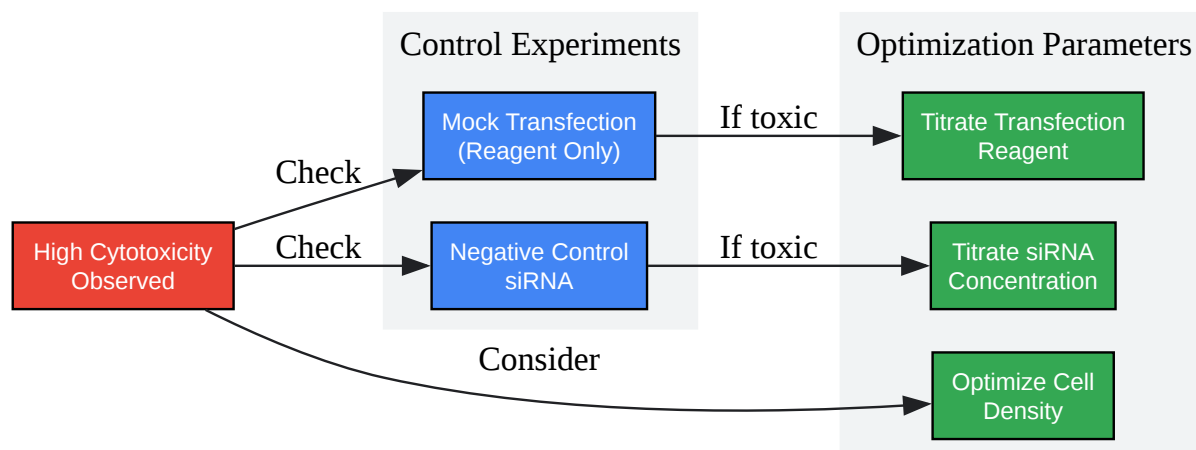 Control Experiments
Optimization Parameters
Mock Transfection
(Reagent Only)
If toxic
Titrate Transfection
Reagent
Check
High Cytotoxicity
Observed
Check
Negative Control
siRNA
If toxic
Titrate siRNA
Concentration
Consider
Optimize Cell
Density